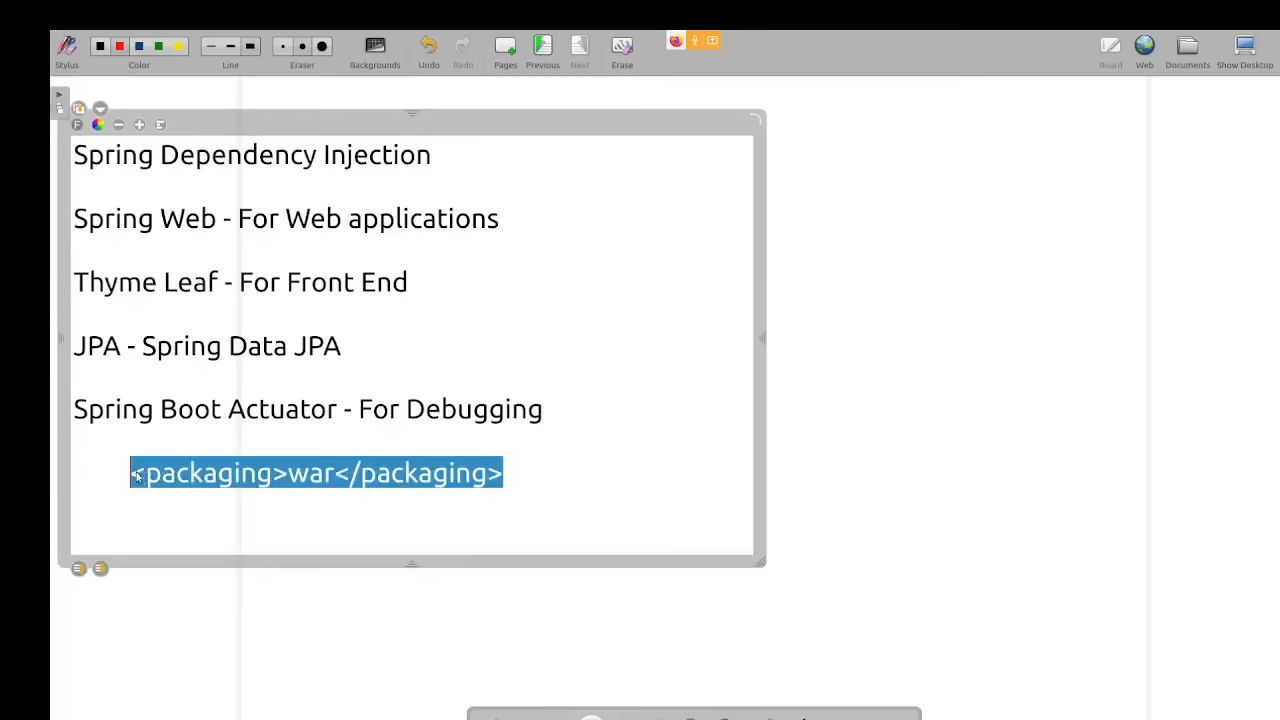 Stylus Color Line Eraser Backgrounds Undo Redo Pages Previous Next Erase Board Web Documents Show Desktop
F
Spring Dependency Injection
Spring Web - For Web applications
Thyme Leaf - For Front End
JPA - Spring Data JPA
Spring Boot Actuator - For Debugging
<packaging>war</packaging>